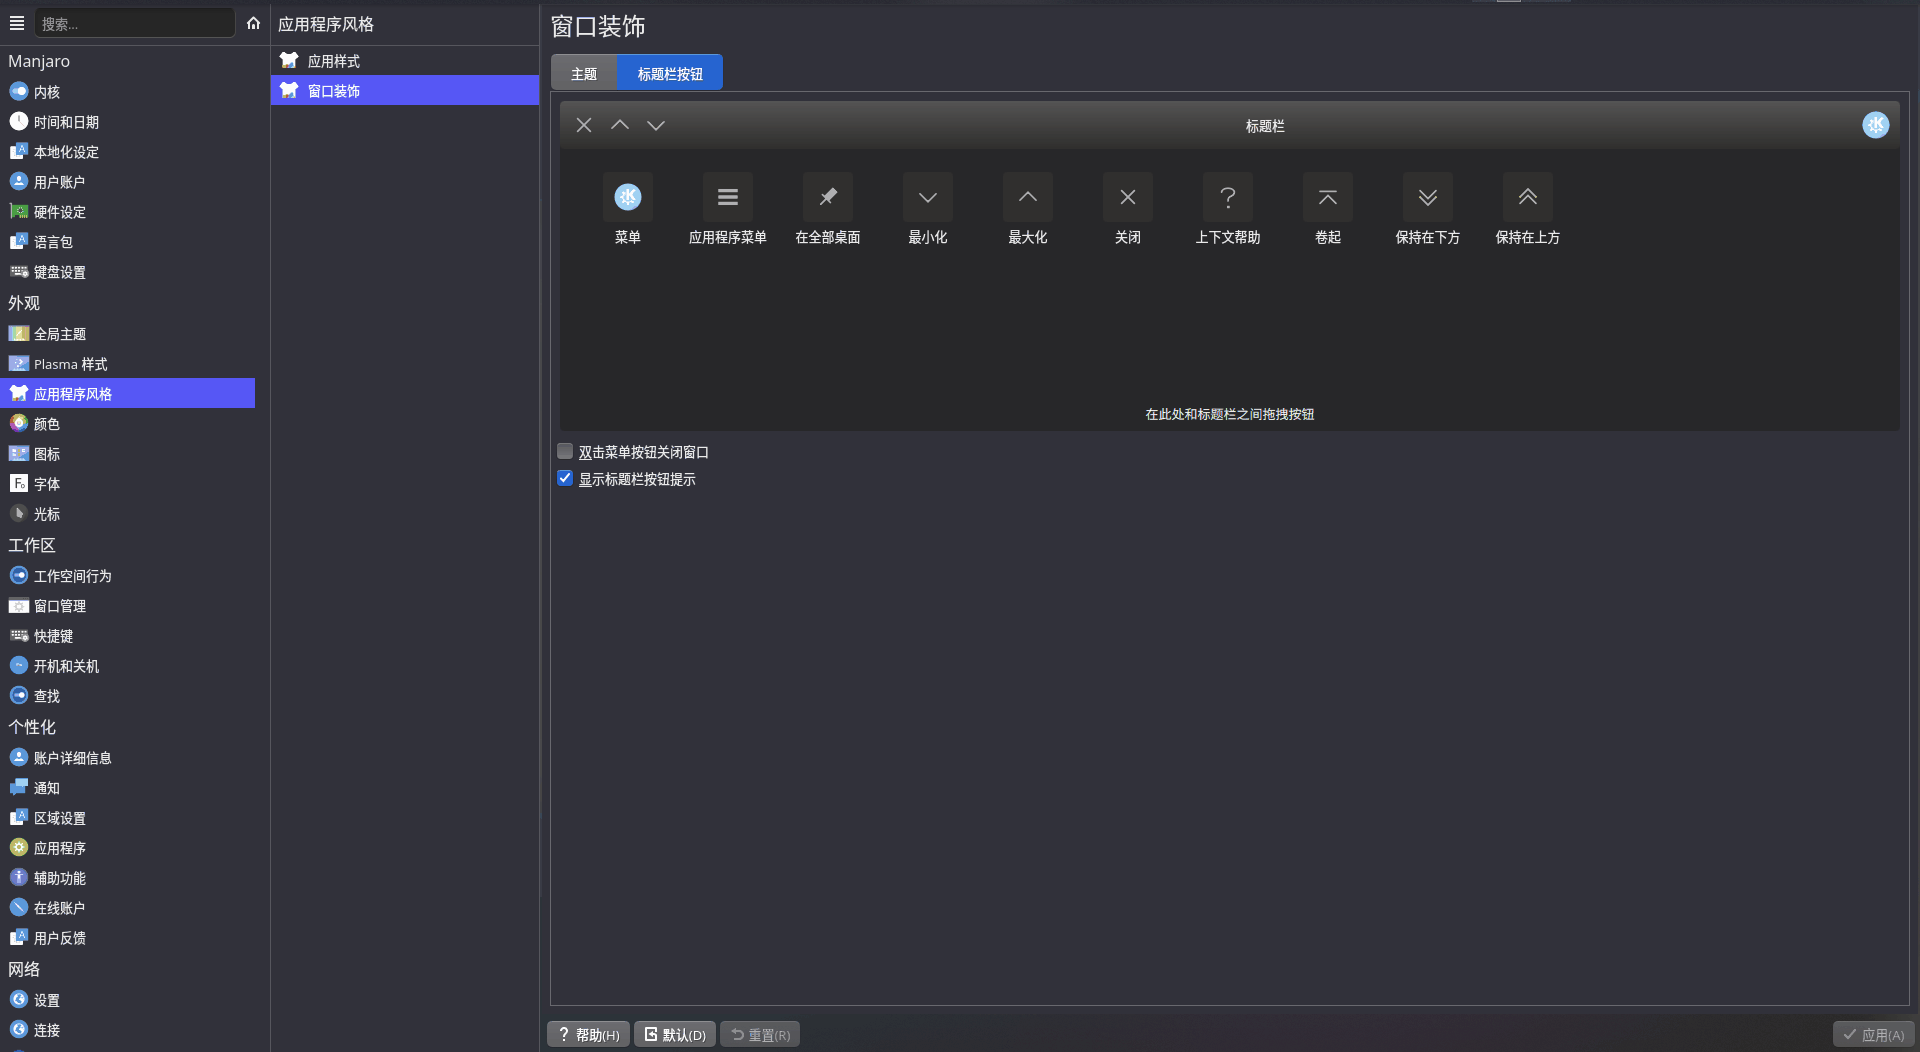 搜索...
Manjaro
内核
时间和日期
本地化设定
用户账户
硬件设定
语言包
键盘设置
外观
全局主题
Plasma 样式
应用程序风格
颜色
图标
字体
光标
工作区
工作空间行为
窗口管理
快捷键
开机和关机
查找
个性化
账户详细信息
通知
区域设置
应用程序
辅助功能
在线账户
用户反馈
网络
设置
连接
应用程序风格
应用样式
窗口装饰
窗口装饰
主题 标题栏按钮
标题栏
菜单 应用程序菜单 在全部桌面 最小化 最大化 关闭 上下文帮助 卷起 保持在下方 保持在上方
在此处和标题栏之间拖拽按钮
双击菜单按钮关闭窗口
显示标题栏按钮提示
帮助(H) 默认(D) 重置(R) 应用(A)